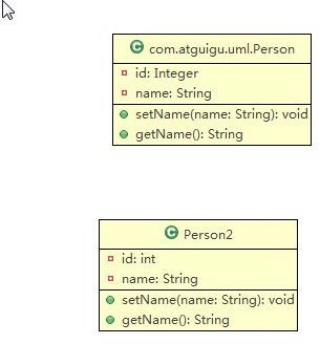 C com.atguigu.uml.Person
id: Integer
name: String
setName(name: String): void
getName(): String
C Person2
id: int
name: String
setName(name: String): void
getName(): String